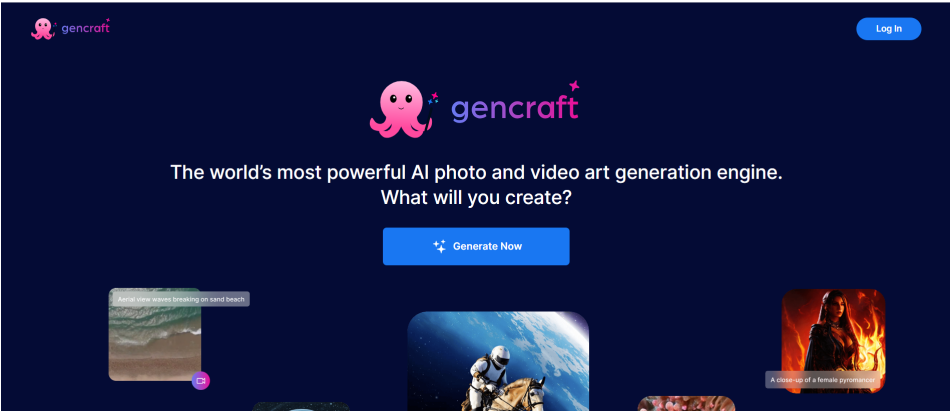 gencraft
Log In
gencraft
The world's most powerful AI photo and video art generation engine.
What will you create?
Generate Now
Aerial view waves breaking on sand beach
A close-up of a female pyromancer